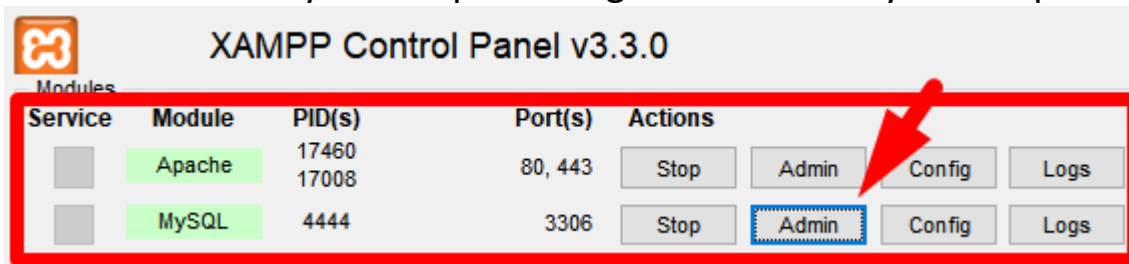 XAMPP Control Panel v3.3.0
Modules
Service Module PID(s) Port(s) Actions
Apache 17460 17008 80, 443 Stop Admin Config Logs
MySQL 4444 3306 Stop Admin Config Logs